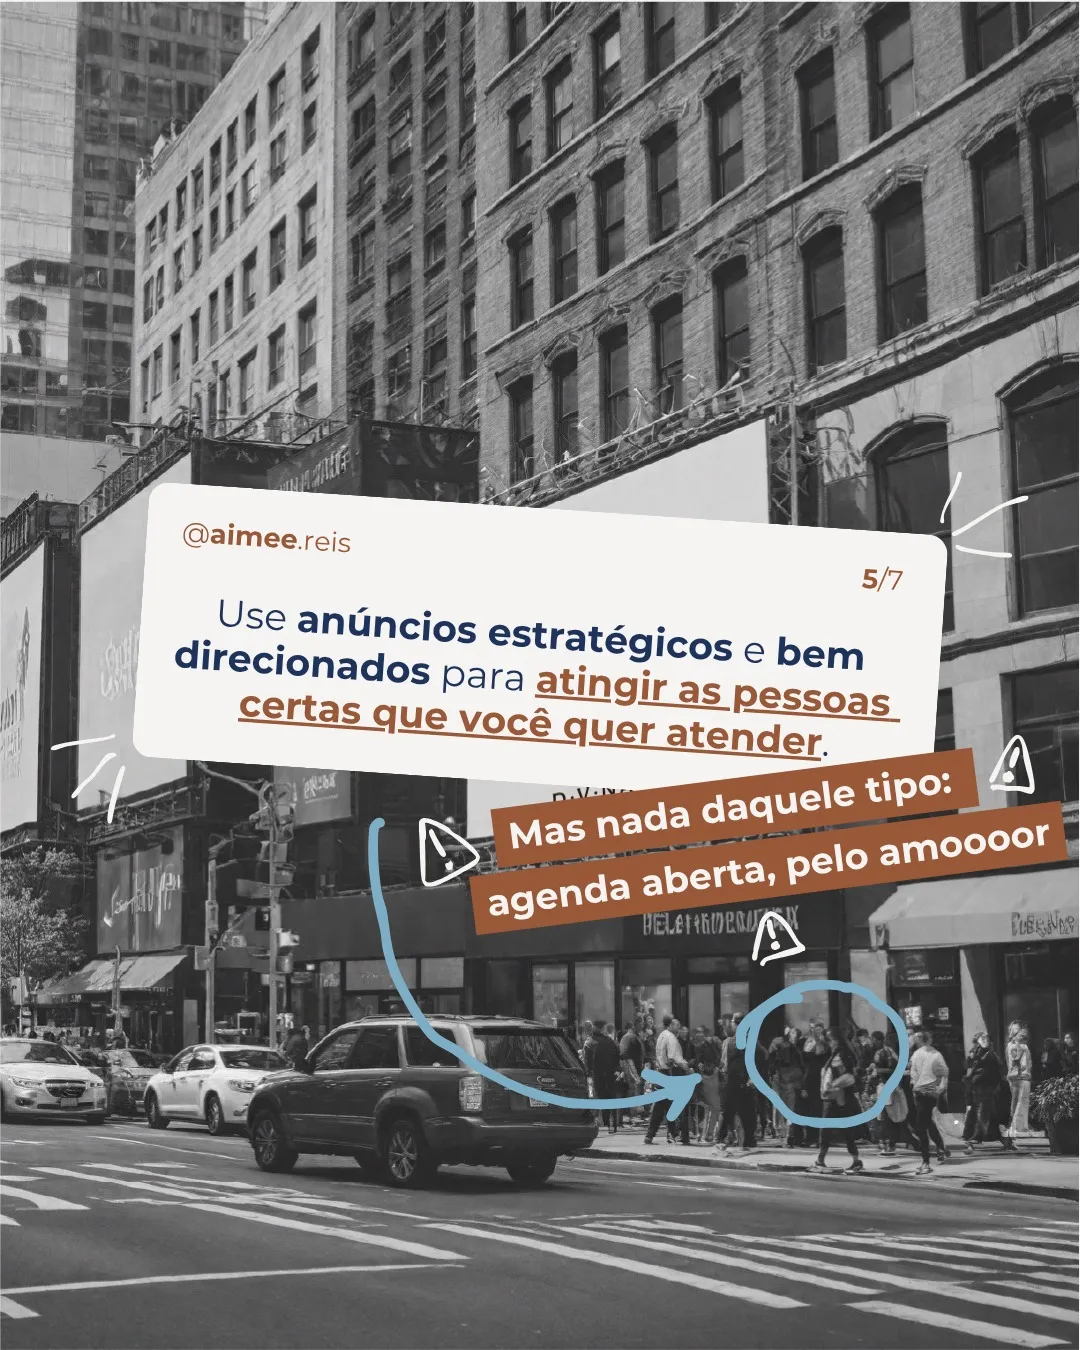 @aimee.reis
5/7
Use anúncios estratégicos e bem
direcionados para atingir as pessoas
certas que você quer atender.
Mas nada daquele tipo:
agenda aberta, pelo amoooor